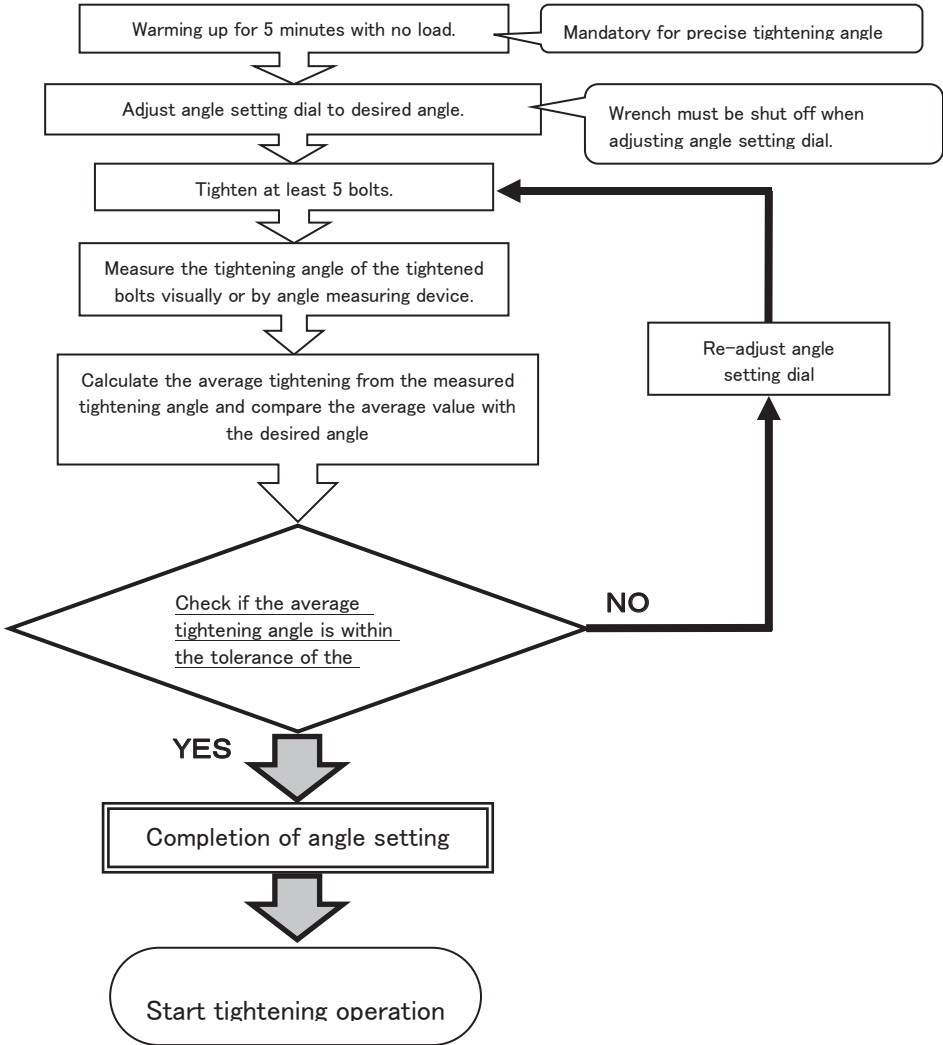 Warming up for 5 minutes with no load.
Mandatory for precise tightening angle
Adjust angle setting dial to desired angle.
Wrench must be shut off when
adjusting angle setting dial.
Tighten at least 5 bolts.
Measure the tightening angle of the tightened
bolts visually or by angle measuring device.
Re-adjust angle
setting dial
Calculate the average tightening from the measured
tightening angle and compare the average value with
the desired angle
Check if the average
tightening angle is within
the tolerance of the
NO
YES
Completion of angle setting
Start tightening operation